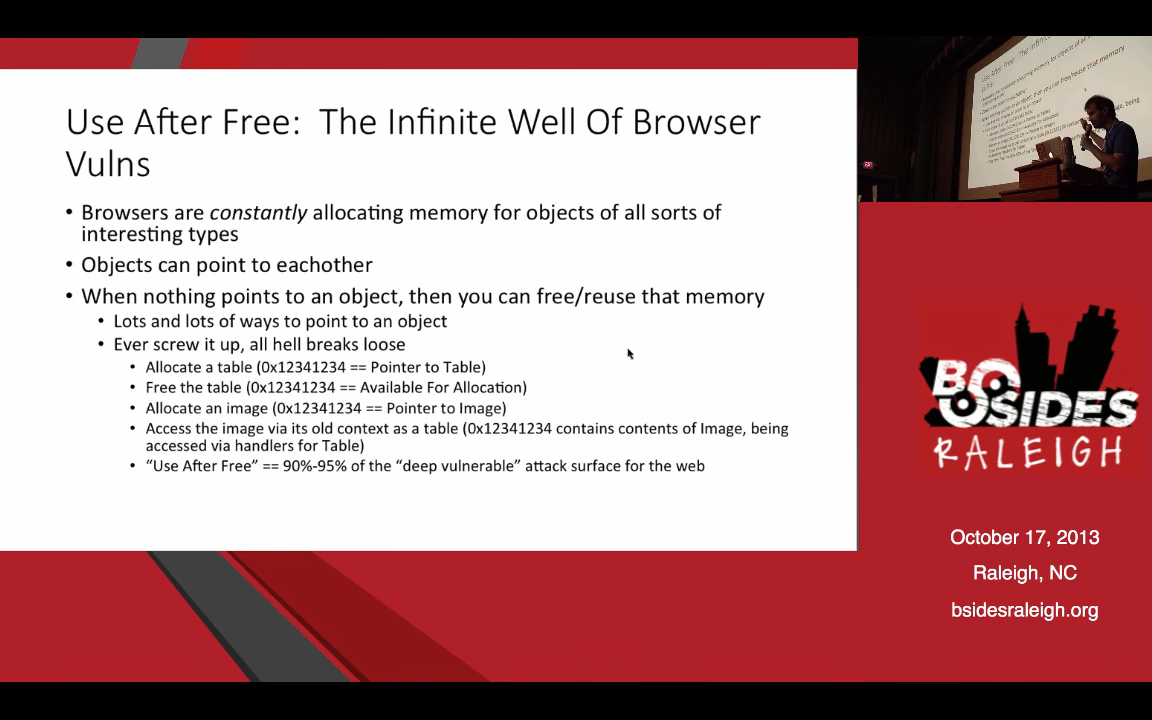 Use After Free:  The Infinite Well Of Browser
Vulns
• Browsers are constantly allocating memory for objects of all sorts of
interesting types
• Objects can point to eachother
• When nothing points to an object, then you can free/reuse that memory
• Lots and lots of ways to point to an object
• Ever screw it up, all hell breaks loose
• Allocate a table (0x12341234 == Pointer to Table)
• Free the table (0x12341234 == Available For Allocation)
• Allocate an image (0x12341234 == Pointer to Image)
• Access the image via its old context as a table (0x12341234 contains contents of Image, being
accessed via handlers for Table)
• “Use After Free” == 90%-95% of the “deep vulnerable” attack surface for the web
BSIDES
RALEIGH
October 17, 2013
Raleigh, NC
bsidesraleigh.org